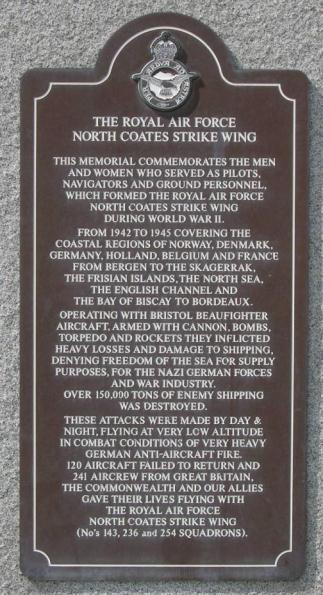 THE ROYAL AIR FORCE
NORTH COATES STRIKE WING
THIS MEMORIAL COMMEMORATES THE MEN
AND WOMEN WHO SERVED AS PILOTS,
NAVIGATORS AND GROUND PERSONNEL,
WHICH FORMED THE ROYAL AIR FORCE
NORTH COATES STRIKE WING
DURING WORLD WAR II.
FROM 1942 TO 1945 COVERING THE
COASTAL REGIONS OF NORWAY, DENMARK,
GERMANY, HOLLAND, BELGIUM AND FRANCE
FROM BERGEN TO THE SKAGERRAK,
THE FRISIAN ISLANDS, THE NORTH SEA,
THE ENGLISH CHANNEL AND
THE BAY OF BISCAY TO BORDEAUX.
OPERATING WITH BRISTOL BEAUFIGHTER
AIRCRAFT, ARMED WITH CANNON, BOMBS,
TORPEDO AND ROCKETS THEY INFLICTED
HEAVY LOSSES AND DAMAGE TO SHIPPING,
DENYING FREEDOM OF THE SEA FOR SUPPLY
PURPOSES, FOR THE NAZI GERMAN FORCES
AND WAR INDUSTRY.
OVER 150,000 TONS OF ENEMY SHIPPING
WAS DESTROYED.
THESE ATTACKS WERE MADE BY DAY &
NIGHT, FLYING AT VERY LOW ALTITUDE
IN COMBAT CONDITIONS OF VERY HEAVY
GERMAN ANTI-AIRCRAFT FIRE.
120 AIRCRAFT FAILED TO RETURN AND
241 AIRCREW FROM GREAT BRITAIN,
THE COMMONWEALTH AND OUR ALLIES
GAVE THEIR LIVES FLYING WITH
THE ROYAL AIR FORCE
NORTH COATES STRIKE WING
(No's 143, 236 and 254 SQUADRONS).